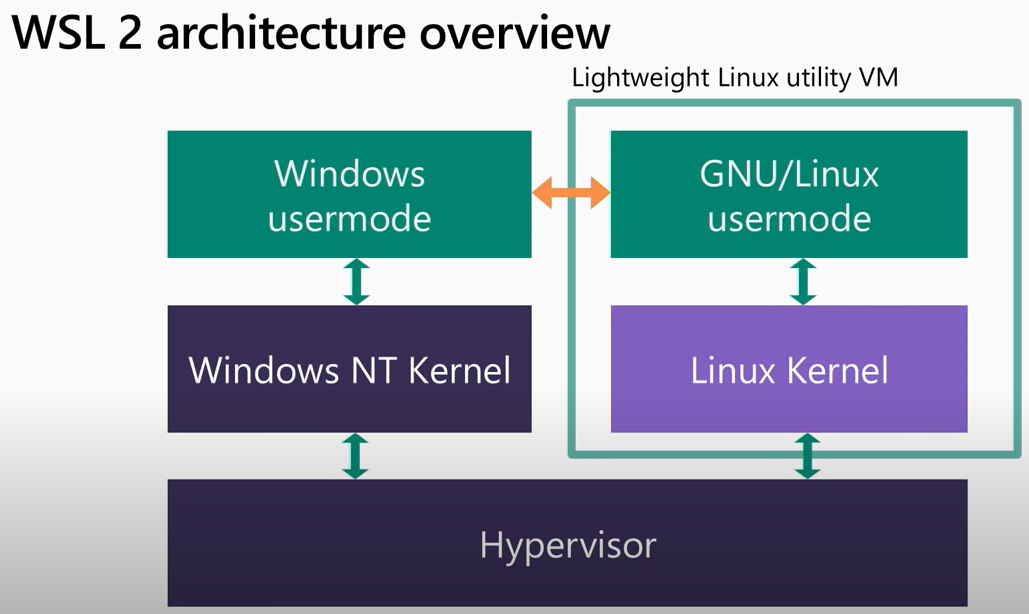 WSL 2 architecture overview
Lightweight Linux utility VM
Windows
usermode
GNU/Linux
usermode
Windows NT Kernel
Linux Kernel
Hypervisor